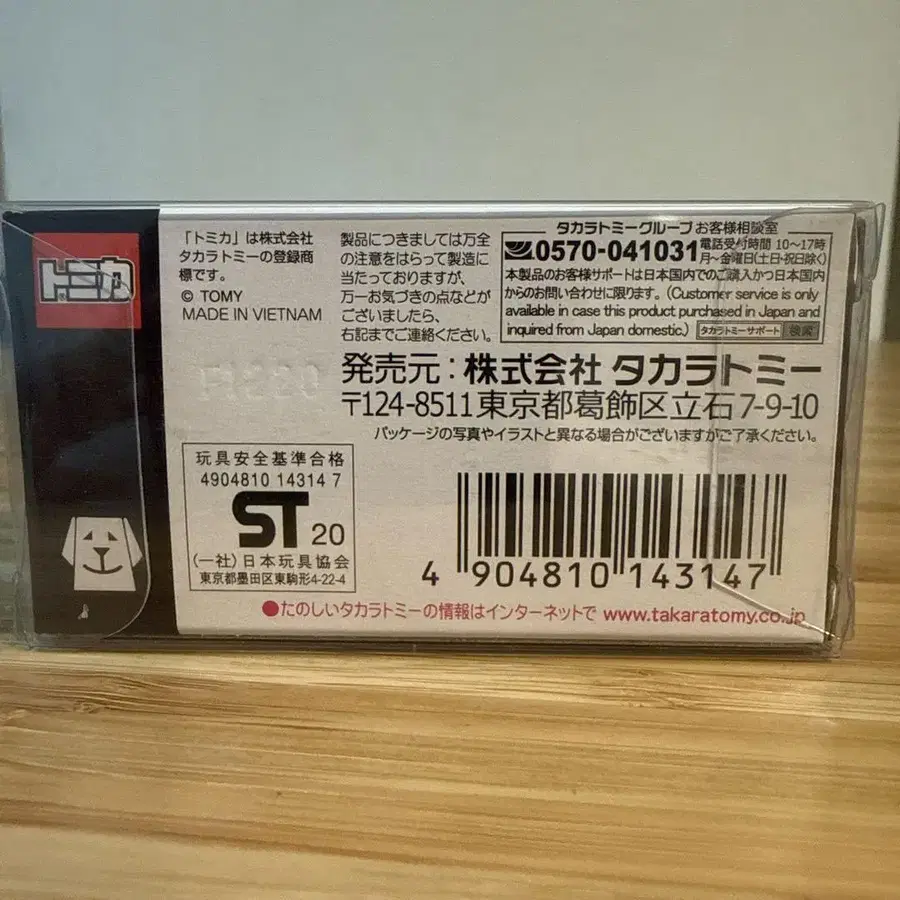 トミカ
「トミカ」は株式会社
タカラトミーの登録商
標です。
© TOMY
MADE IN VIETNAM
製品につきましては万全
の注意をはらって製造に
当たっておりますが、
万一お気づきの点などが
ございましたら、
右記までご連絡ください。
タカラトミーグループ お客様相談室
0570-041031 電話受付時間 10～17時
月～金曜日(土・日・祝日除く)
本製品のお客様サポートは日本国内でのご購入かつ日本国内
からのお問い合わせに限ります。(Customer service is only
available in case this product purchased in Japan and
inquired from Japan domestic.) タカラトミーサポート 検索
発売元：株式会社 タカラトミー
〒124-8511 東京都葛飾区立石 7-9-10
パッケージの写真やイラストと異なる場合がございますがご了承ください。
玩具安全基準合格
4904810 14314 7
ST 20
(一社)日本玩具協会
東京都墨田区東駒形4-22-4
4 904810 143147
●たのしいタカラトミーの情報はインターネットで www.takaratomy.co.jp